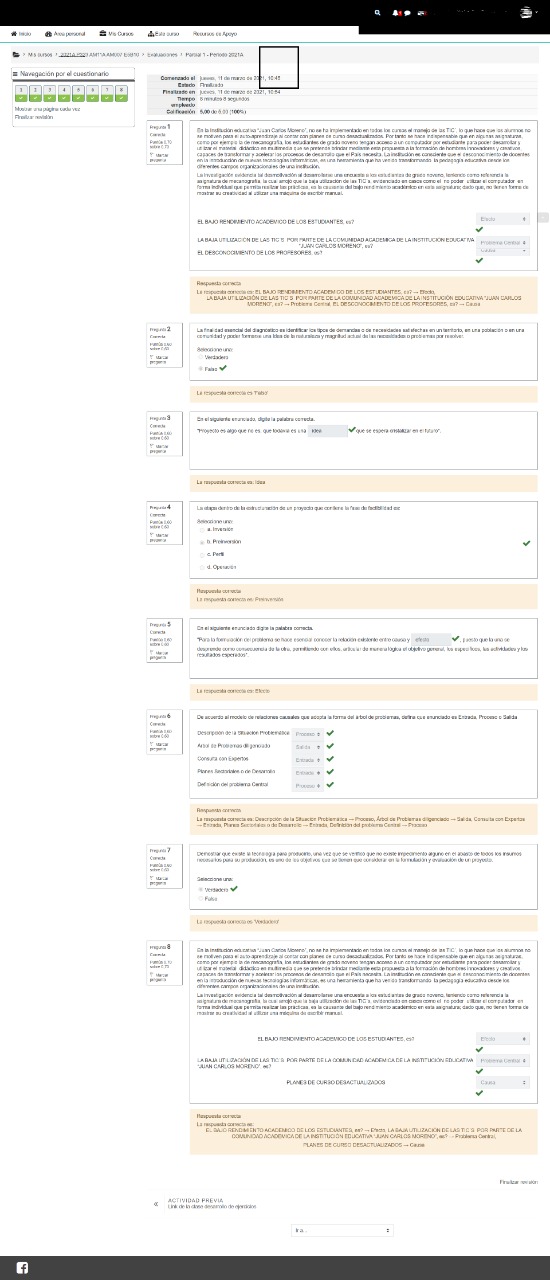 Inicio Área personal Mis Cursos Este curso Recursos de Apoyo
Mis cursos Evaluaciones Parcial 1 - Periodo 2021A
Navegación por el cuestionario
1 2 3 4 5 6 7 8
Mostrar una página cada vez
Finalizar revisión
Comenzado el jueves, 11 de marzo de 2021, 10:45
Estado Finalizado
Finalizado en jueves, 11 de marzo de 2021, 10:54
Tiempo empleado 8 minutos 8 segundos
Calificación 5,00 de 5,00 (100%)
Pregunta 1
Correcta
Puntúa 0,70 sobre 0,70
Marcar pregunta
En la Institución educativa "Juan Carlos Moreno", no se ha implementado en todos los cursos el manejo de las TIC´, lo que hace que los alumnos no
se motiven para el auto-aprendizaje al contar con planes de curso desactualizados. Por tanto se hace indispensable que en algunas asignaturas,
como por ejemplo la de mecanografía, los estudiantes de grado noveno tengan acceso a un computador por estudiante para poder desarrollar y
utilizar el material didáctico en multimedia que se pretende brindar mediante esta propuesta a la formación de hombres innovadores y creativos,
capaces de transformar y acelerar los procesos de desarrollo que el País necesita. La institución es consciente que el desconocimiento de docentes
en la introducción de nuevas tecnologías informáticas, es una herramienta que ha venido transformando la pedagogía educativa desde los
diferentes campos organizacionales de una institución.
La investigación evidencia tal desmotivación al desarrollarse una encuesta a los estudiantes de grado noveno, teniendo como referencia la
asignatura de mecanografía, la cual arrojó que la baja utilización de las TIC´s, evidenciado en casos como el no poder utilizar el computador en
forma individual que permita realizar las prácticas, es la causante del bajo rendimiento académico en esta asignatura; dado que, no tienen forma de
mostrar su creatividad al utilizar una máquina de escribir manual.
EL BAJO RENDIMIENTO ACADEMICO DE LOS ESTUDIANTES, es? Efecto
LA BAJA UTILIZACIÓN DE LAS TIC´S POR PARTE DE LA COMUNIDAD ACADEMICA DE LA INSTITUCIÓN EDUCATIVA
"JUAN CARLOS MORENO", es? Problema Central
EL DESCONOCIMIENTO DE LOS PROFESORES, es? Causa
Respuesta correcta
La respuesta correcta es: EL BAJO RENDIMIENTO ACADEMICO DE LOS ESTUDIANTES, es? → Efecto,
LA BAJA UTILIZACIÓN DE LAS TIC´S POR PARTE DE LA COMUNIDAD ACADEMICA DE LA INSTITUCIÓN EDUCATIVA "JUAN CARLOS
MORENO", es? → Problema Central, EL DESCONOCIMIENTO DE LOS PROFESORES, es? → Causa
Pregunta 2
Correcta
Puntúa 0,60 sobre 0,60
Marcar pregunta
La finalidad esencial del diagnóstico es identificar los tipos de demandas o de necesidades satisfechas en un territorio, en una población o en una
comunidad y poder formarse una idea de la naturaleza y magnitud actual de las necesidades o problemas por resolver.
Seleccione una:
Verdadero
Falso
La respuesta correcta es 'Falso'
Pregunta 3
Correcta
Puntúa 0,60 sobre 0,60
Marcar pregunta
En el siguiente enunciado, digite la palabra correcta.
"Proyecto es algo que no es, que todavía es una idea que se espera cristalizar en el futuro".
La respuesta correcta es: Idea
Pregunta 4
Correcta
Puntúa 0,60 sobre 0,60
Marcar pregunta
La etapa dentro de la estructuración de un proyecto que contiene la fase de factibilidad es:
Seleccione una:
a. Inversión
b. Preinversión
c. Perfil
d. Operación
Respuesta correcta
La respuesta correcta es: Preinversión
Pregunta 5
Correcta
Puntúa 0,60 sobre 0,60
Marcar pregunta
En el siguiente enunciado digite la palabra correcta.
"Para la formulación del problema se hace esencial conocer la relación existente entre causa y efecto , puesto que la una se
desprende como consecuencia de la otra, permitiendo con ellos, articular de manera lógica el objetivo general, los específicos, las actividades y los
resultados esperados".
La respuesta correcta es: Efecto
Pregunta 6
Correcta
Puntúa 0,60 sobre 0,60
Marcar pregunta
De acuerdo al modelo de relaciones causales que adopta la forma del árbol de problemas, defina que enunciado es Entrada, Proceso o Salida
Descripción de la Situación Problemática Proceso
Árbol de Problemas diligenciado Salida
Consulta con Expertos Entrada
Planes Sectoriales o de Desarrollo Entrada
Definición del problema Central Proceso
Respuesta correcta
La respuesta correcta es: Descripción de la Situación Problemática → Proceso, Árbol de Problemas diligenciado → Salida, Consulta con Expertos
→ Entrada, Planes Sectoriales o de Desarrollo → Entrada, Definición del problema Central → Proceso
Pregunta 7
Correcta
Puntúa 0,60 sobre 0,60
Marcar pregunta
Demostrar que existe la tecnología para producirlo, una vez que se verificó que no existe impedimento alguno en el abasto de todos los insumos
necesarios para su producción, es uno de los objetivos que se tienen que considerar en la formulación y evaluación de un proyecto.
Seleccione una:
Verdadero
Falso
La respuesta correcta es 'Verdadero'
Pregunta 8
Correcta
Puntúa 0,70 sobre 0,70
Marcar pregunta
En la Institución educativa "Juan Carlos Moreno", no se ha implementado en todos los cursos el manejo de las TIC´, lo que hace que los alumnos no
se motiven para el auto-aprendizaje al contar con planes de curso desactualizados. Por tanto se hace indispensable que en algunas asignaturas,
como por ejemplo la de mecanografía, los estudiantes de grado noveno tengan acceso a un computador por estudiante para poder desarrollar y
utilizar el material didáctico en multimedia que se pretende brindar mediante esta propuesta a la formación de hombres innovadores y creativos,
capaces de transformar y acelerar los procesos de desarrollo que el País necesita. La institución es consciente que el desconocimiento de docentes
en la introducción de nuevas tecnologías informáticas, es una herramienta que ha venido transformando la pedagogía educativa desde los
diferentes campos organizacionales de una institución.
La investigación evidencia tal desmotivación al desarrollarse una encuesta a los estudiantes de grado noveno, teniendo como referencia la
asignatura de mecanografía, la cual arrojó que la baja utilización de las TIC´s, evidenciado en casos como el no poder utilizar el computador en
forma individual que permita realizar las prácticas, es la causante del bajo rendimiento académico en esta asignatura; dado que, no tienen forma de
mostrar su creatividad al utilizar una máquina de escribir manual.
EL BAJO RENDIMIENTO ACADEMICO DE LOS ESTUDIANTES, es? Efecto
LA BAJA UTILIZACIÓN DE LAS TIC´S POR PARTE DE LA COMUNIDAD ACADEMICA DE LA INSTITUCIÓN EDUCATIVA
"JUAN CARLOS MORENO", es? Problema Central
PLANES DE CURSO DESACTUALIZADOS Causa
Respuesta correcta
La respuesta correcta es:
EL BAJO RENDIMIENTO ACADEMICO DE LOS ESTUDIANTES, es? → Efecto, LA BAJA UTILIZACIÓN DE LAS TIC´S POR PARTE DE LA
COMUNIDAD ACADEMICA DE LA INSTITUCIÓN EDUCATIVA "JUAN CARLOS MORENO", es? → Problema Central,
PLANES DE CURSO DESACTUALIZADOS → Causa
Finalizar revisión
ACTIVIDAD PREVIA
Link de la clase desarrollo de ejercicios
Ir a...